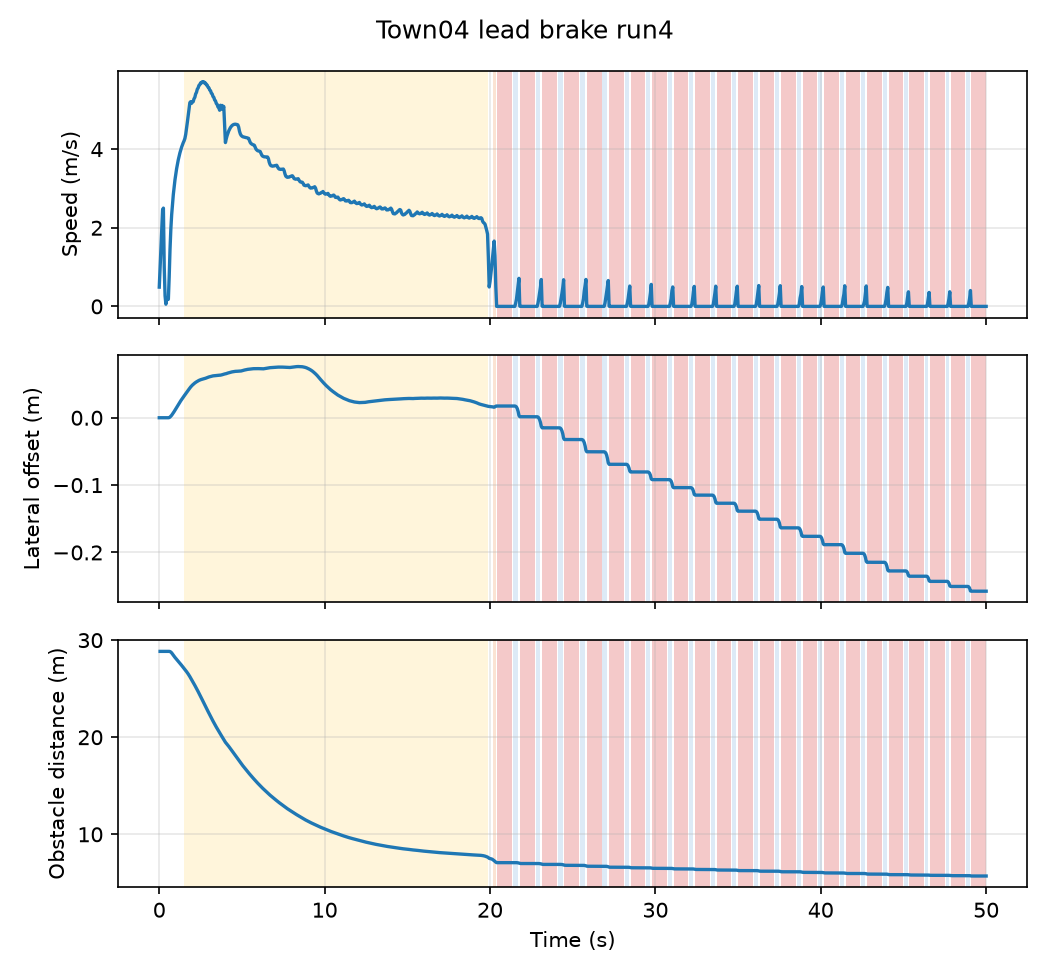 Town04 lead brake run4
Speed (m/s)
4
2
0
Lateral offset (m)
0.0
−0.1
−0.2
Obstacle distance (m)
30
20
10
0 10 20 30 40 50
Time (s)